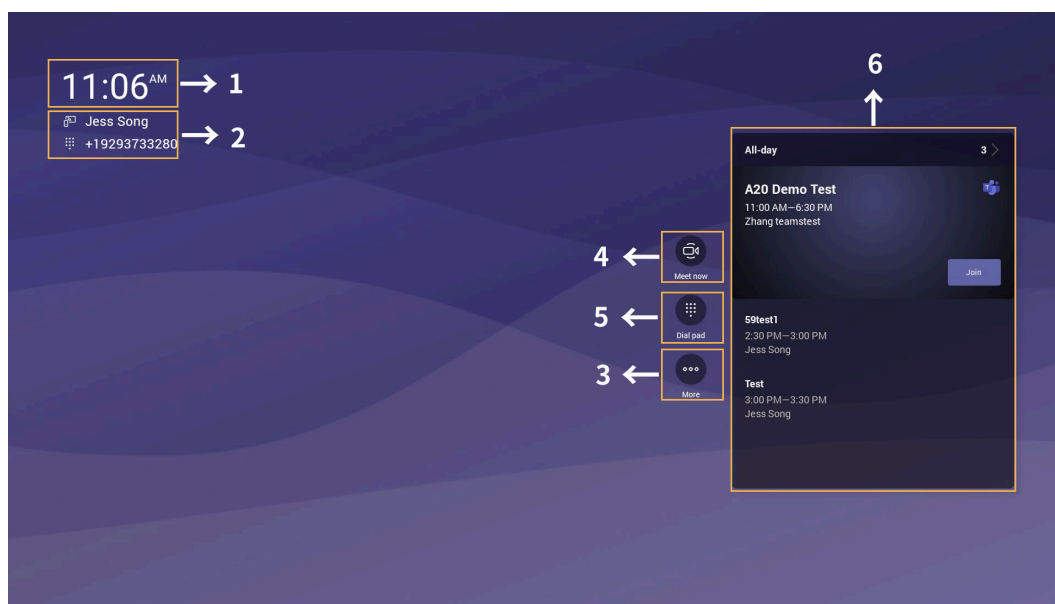 11:06 AM
1
Jess Song
+19293733280
2
6
All-day 3
A20 Demo Test
11:00 AM—6:30 PM
Zhang teamstest
Join
4
Meet now
5
Dial pad
3
More
59test1
2:30 PM—3:00 PM
Jess Song
Test
3:00 PM—3:30 PM
Jess Song